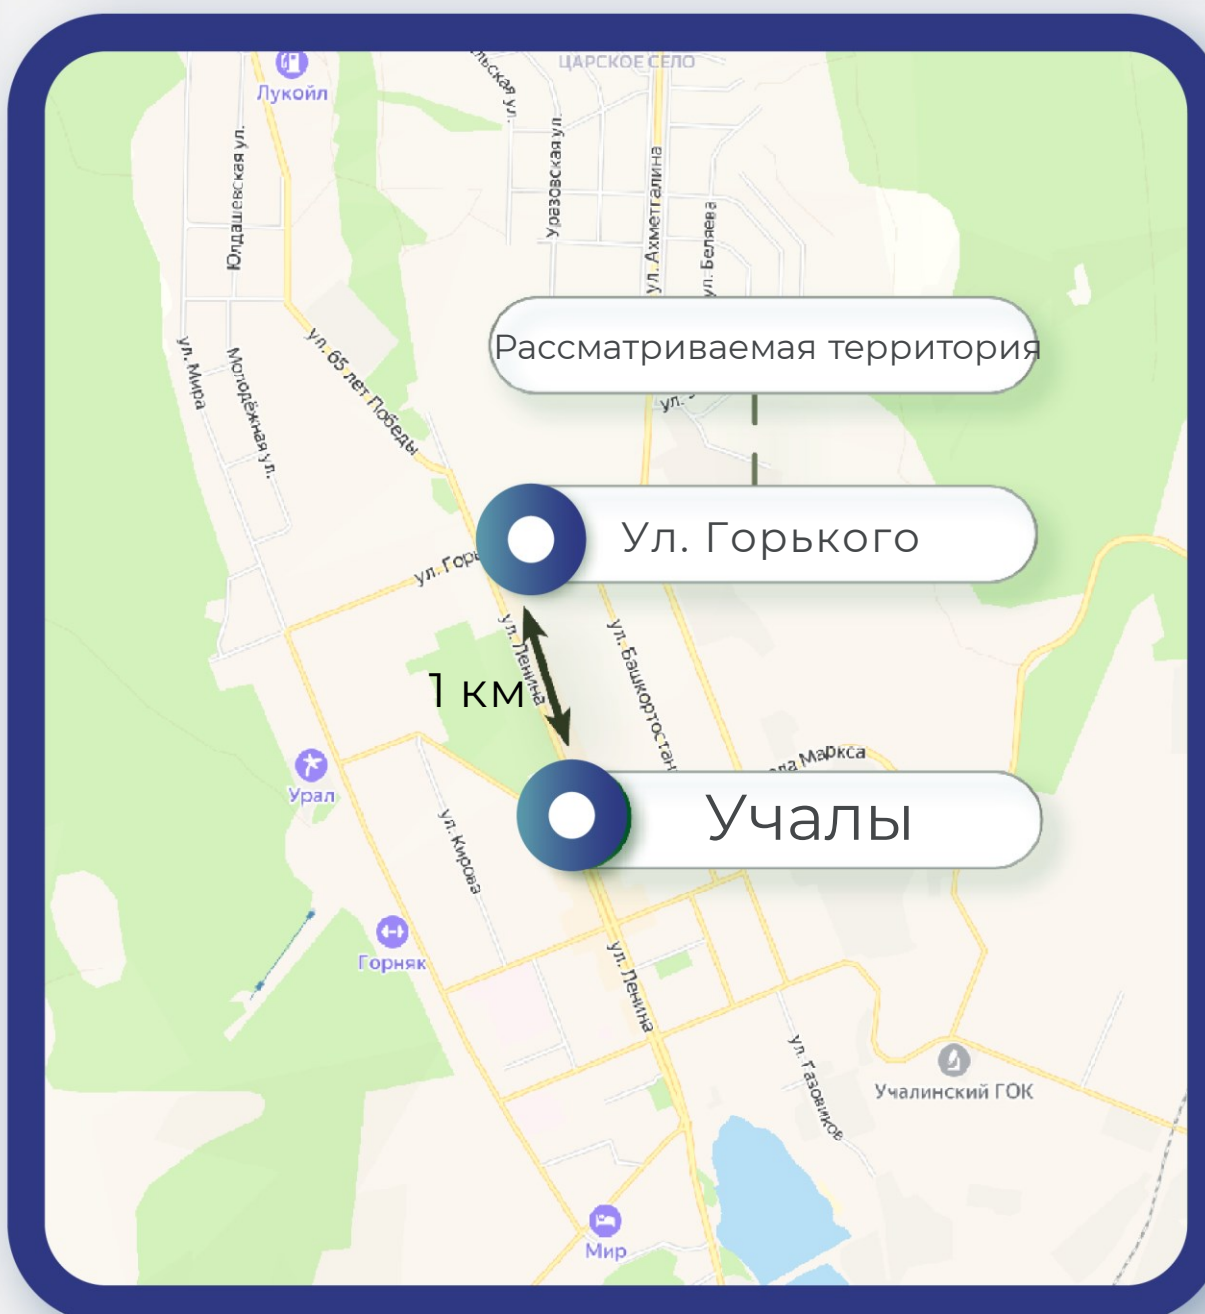 ЦАРСКОЕ СЕЛО
Лукойл
Юлдашевская ул.
Уразовская ул.
ул. Ахметгалина
ул. Беляева
Рассматриваемая территория
ул. Мира
Молодёжная ул.
ул. 65 лет Победы
ул.
Ул. Горького
ул.
ул. Ленина
ул. Башкортостан
1 км
Маркса
Урал
Учалы
ул. Кирова
Горняк
ул. Ленина
ул. Газовиков
Учалинский ГОК
Мир